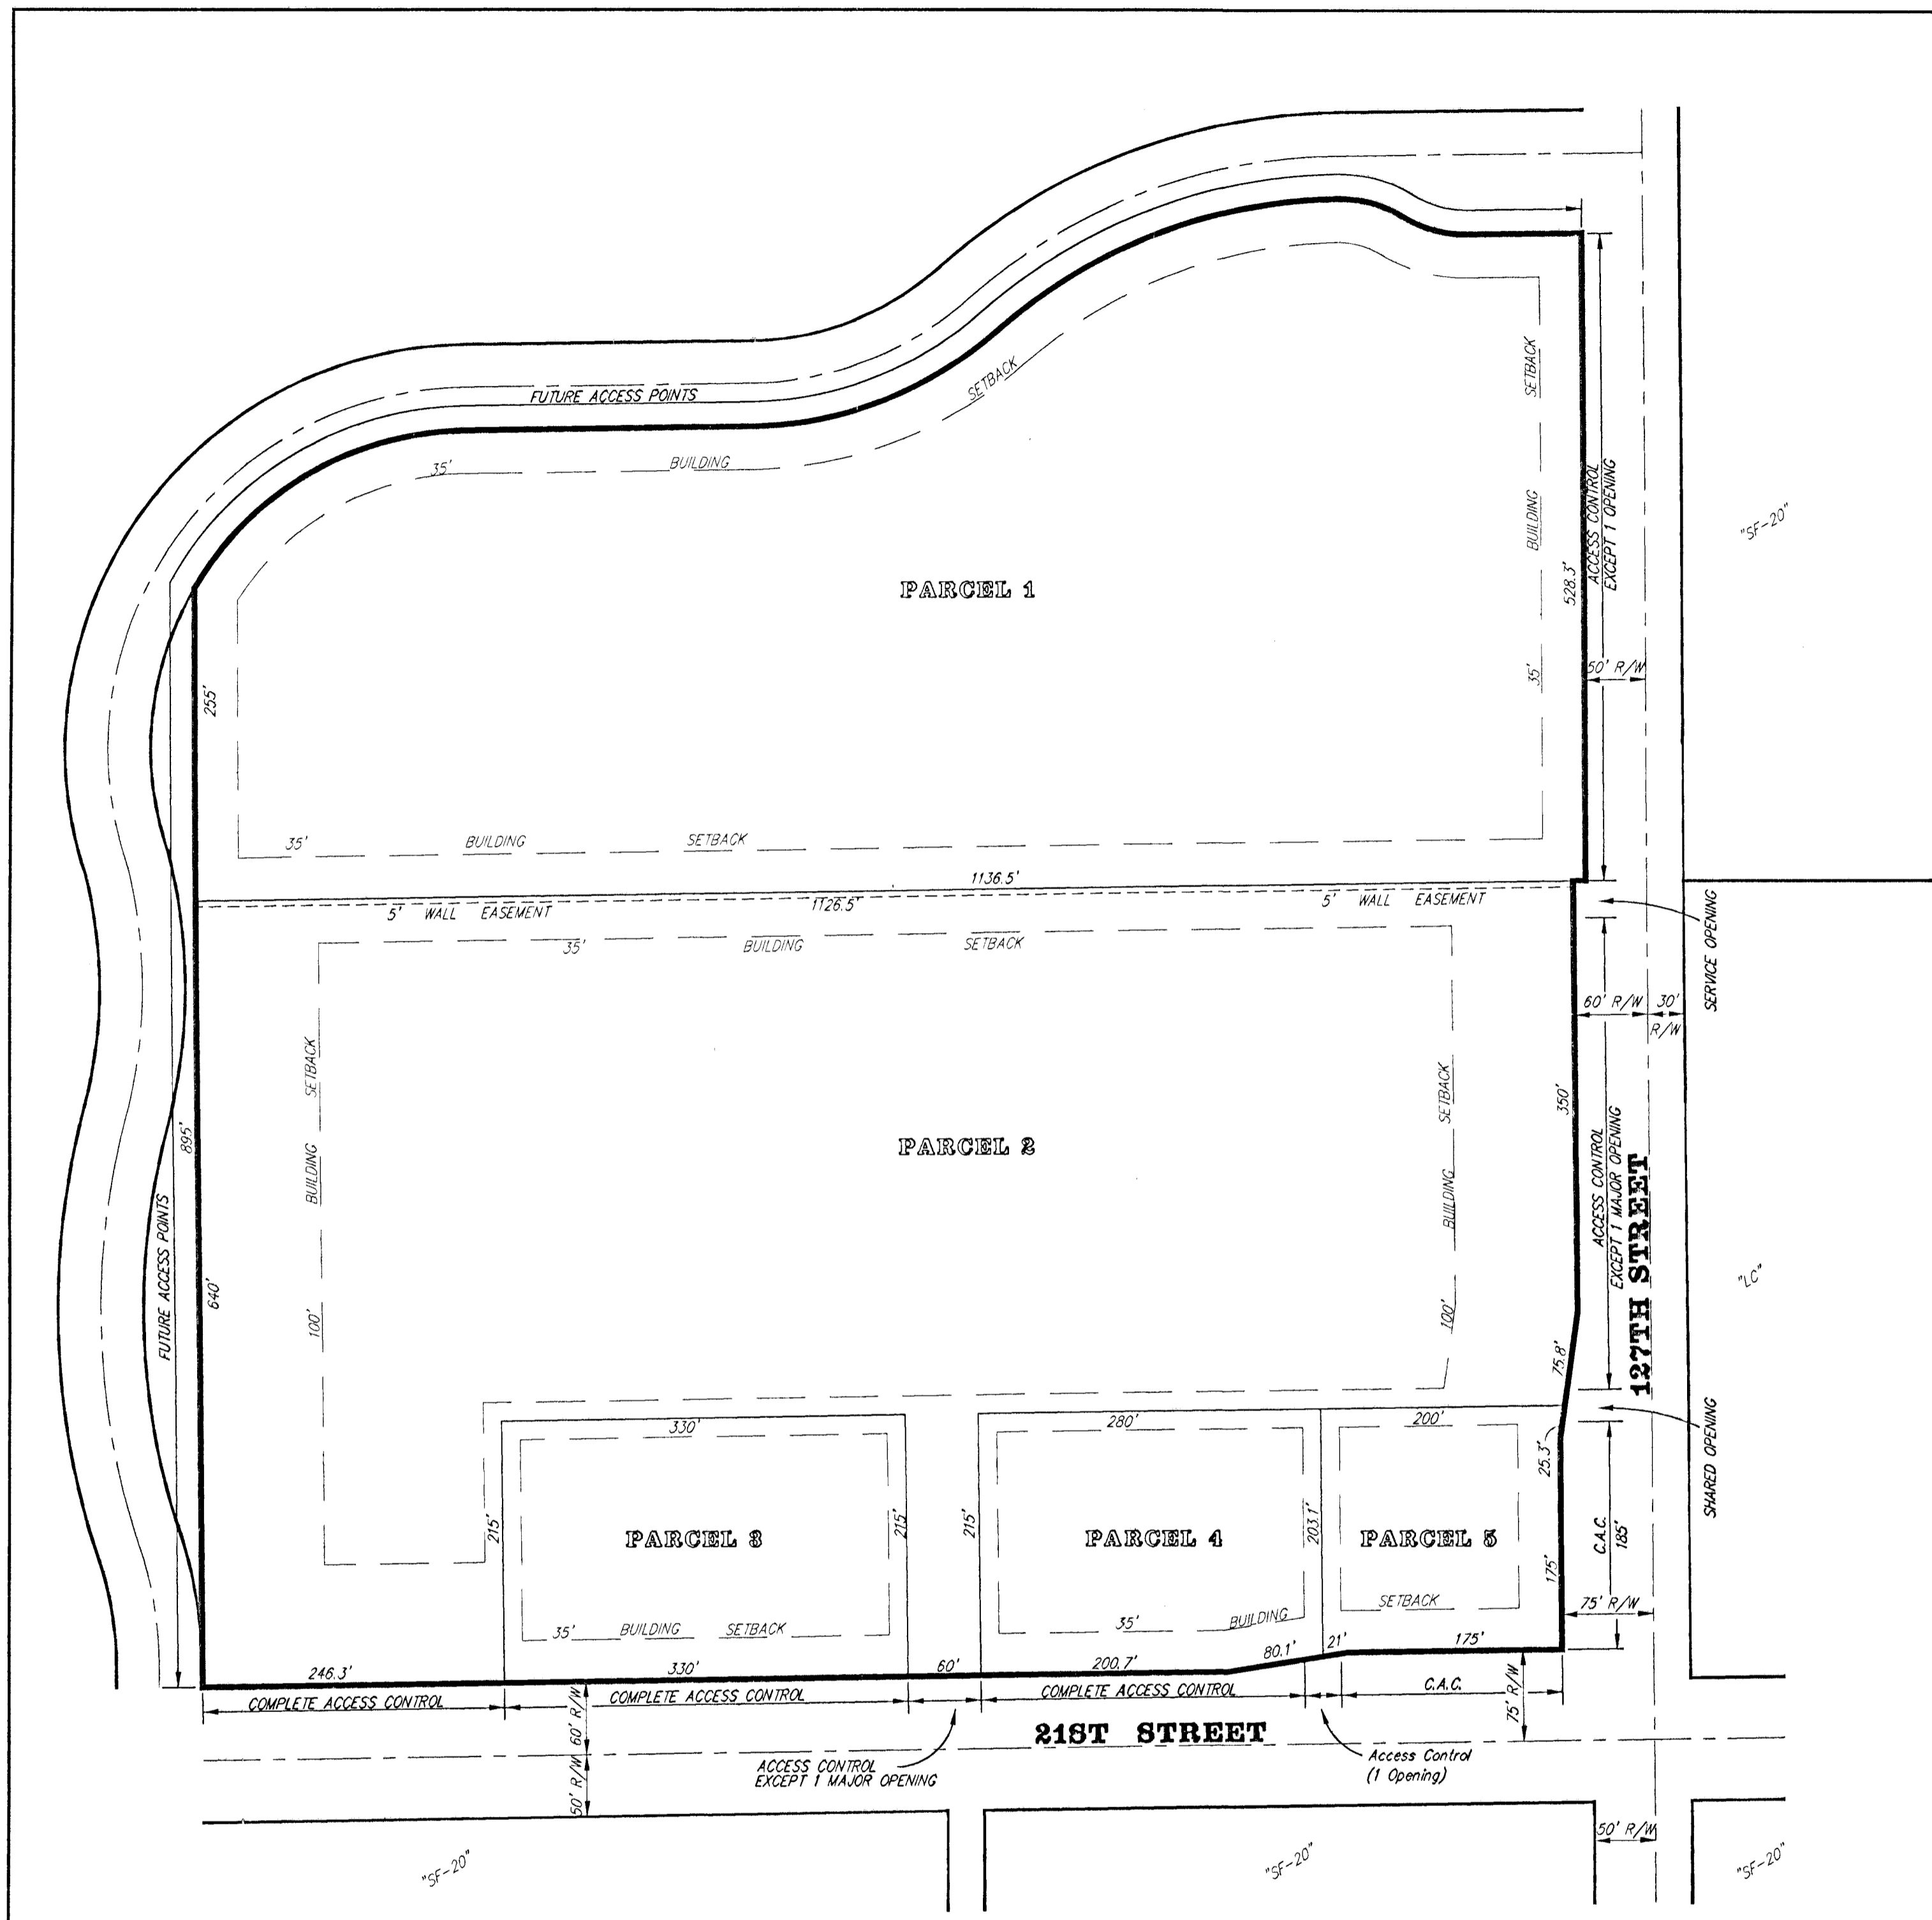 FUTURE ACCESS POINTS
SETBACK
35' BUILDING
SETBACK
BUILDING
35'
ACCESS CONTROL
EXCEPT 1 OPENING
528.3'
"SF-20"
PARCEL 1
50' R/W
255'
35' BUILDING SETBACK
1136.5'
5' WALL EASEMENT
1126.5'
5' WALL EASEMENT
35' BUILDING SETBACK
SERVICE OPENING
60' R/W 30'
R/W
BUILDING SETBACK
100'
BUILDING SETBACK
100'
350'
ACCESS CONTROL
EXCEPT 1 MAJOR OPENING
127TH STREET
895'
PARCEL 2
FUTURE ACCESS POINTS
640'
"LC"
75.8'
330'
280'
200'
25.3'
SHARED OPENING
215'
PARCEL 3
215'
215'
PARCEL 4
203.1'
PARCEL 5
175'
C.A.C.
185'
75' R/W
35' BUILDING SETBACK
35' BUILDING
SETBACK
246.3'
330'
60'
200.7'
80.1'
21'
175'
COMPLETE ACCESS CONTROL
COMPLETE ACCESS CONTROL
COMPLETE ACCESS CONTROL
C.A.C.
60' R/W
50' R/W
75' R/W
21ST STREET
ACCESS CONTROL
EXCEPT 1 MAJOR OPENING
Access Control
(1 Opening)
50' R/W
"SF-20"
"SF-20"
"SF-20"